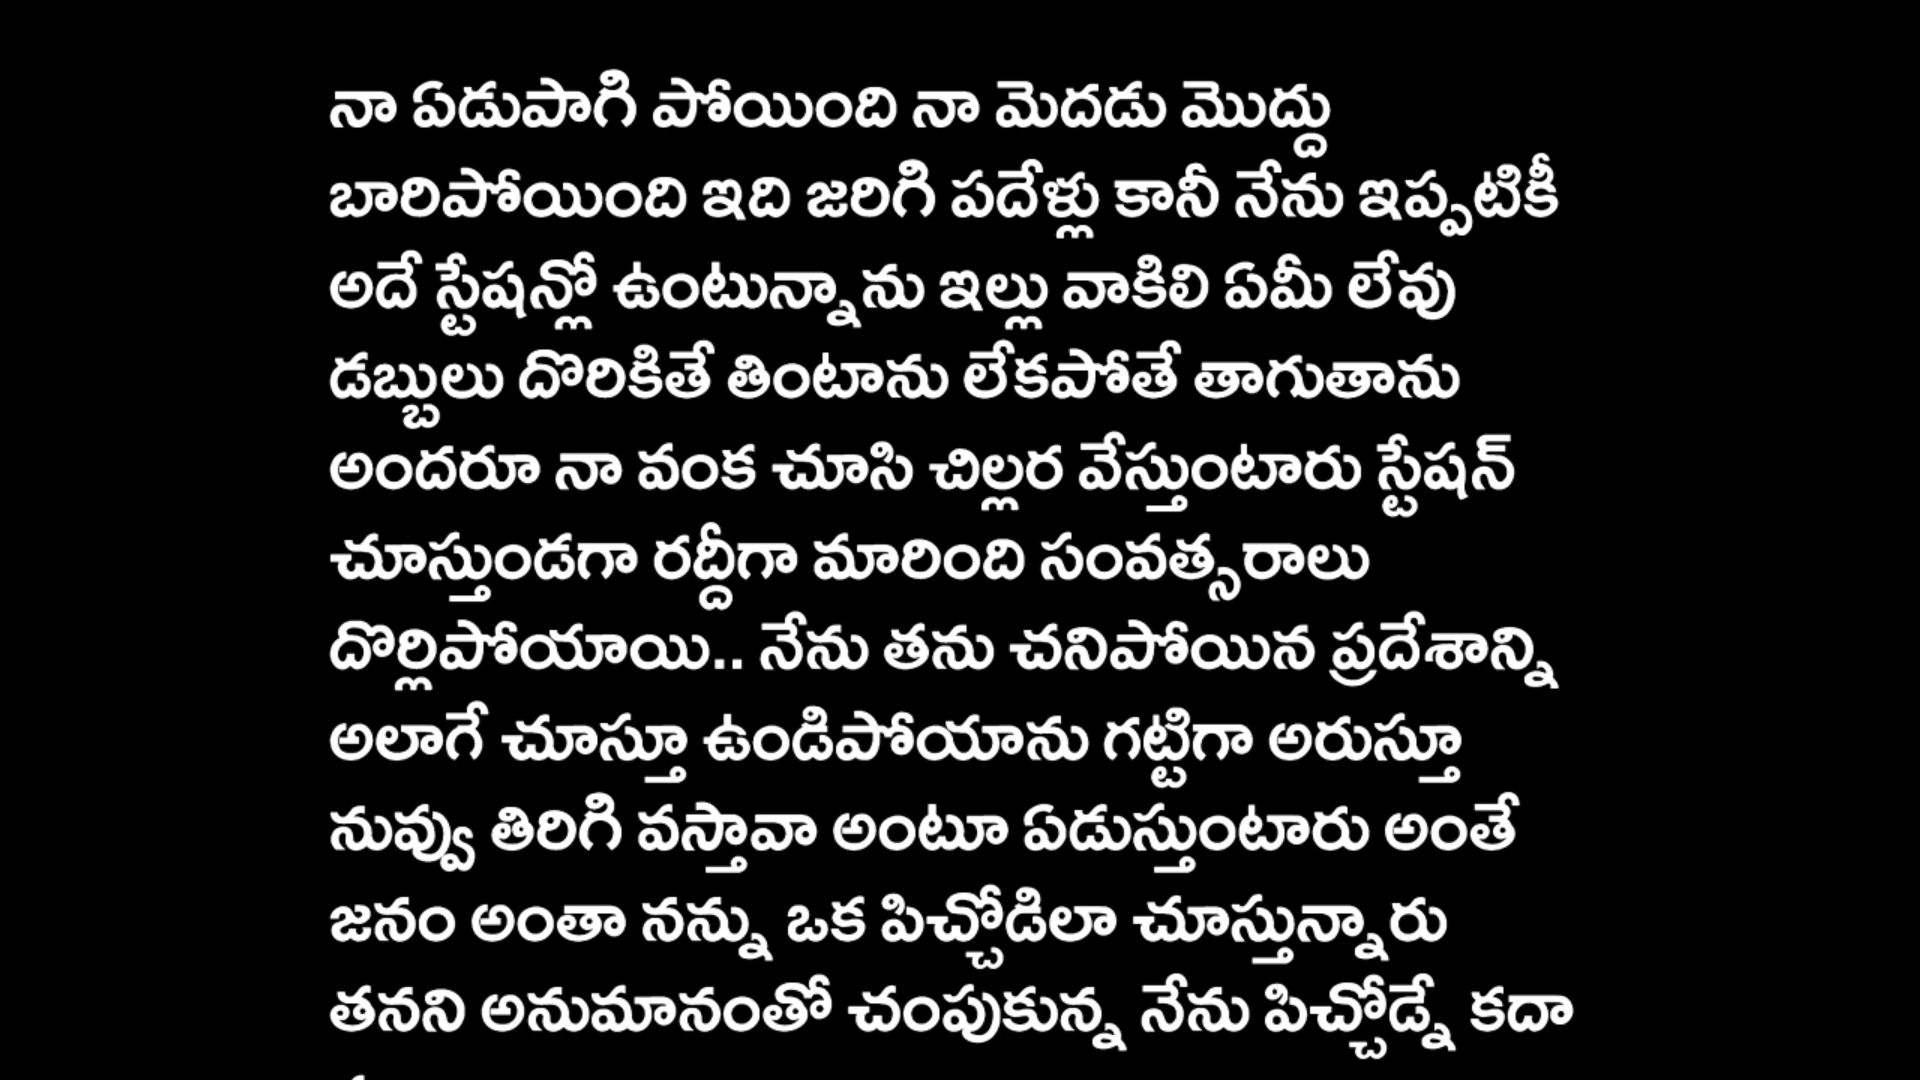 నా ఏడుపాగి పోయింది నా మెదడు మొద్దు
బారిపోయింది ఇది జరిగి పదేళ్లు కానీ నేను ఇప్పటికీ
అదే స్టేషన్లో ఉంటున్నాను ఇల్లు వాకిలి ఏమీ లేవు
డబ్బులు దొరికితే తింటాను లేకపోతే తాగుతాను
అందరూ నా వంక చూసి చిల్లర వేస్తుంటారు స్టేషన్
చూస్తుండగా రద్దీగా మారింది సంవత్సరాలు
దొర్లిపోయాయి.. నేను తను చనిపోయిన ప్రదేశాన్ని
అలాగే చూస్తూ ఉండిపోయాను గట్టిగా అరుస్తూ
నువ్వు తిరిగి వస్తావా అంటూ ఏడుస్తుంటారు అంతే
జనం అంతా నన్ను ఒక పిచ్చోడిలా చూస్తున్నారు
తనని అనుమానంతో చంపుకున్న నేను పిచ్చోడ్నే కదా